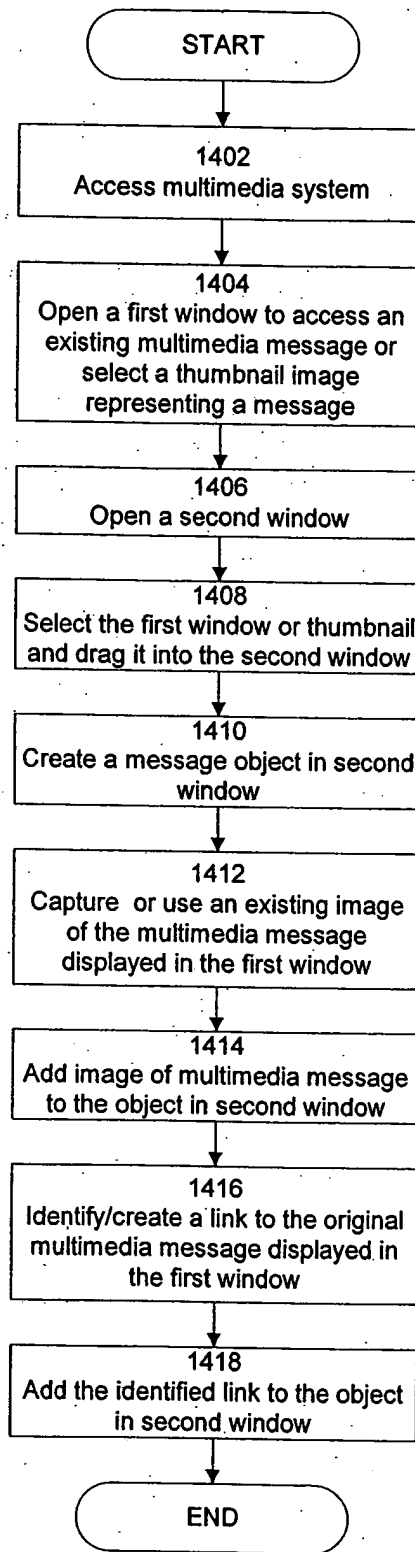 START
1402
Access multimedia system
1404
Open a first window to access an
existing multimedia message or
select a thumbnail image
representing a message
1406
Open a second window
1408
Select the first window or thumbnail
and drag it into the second window
1410
Create a message object in second
window
1412
Capture or use an existing image
of the multimedia message
displayed in the first window
1414
Add image of multimedia message
to the object in second window
1416
Identify/create a link to the original
multimedia message displayed in
the first window
1418
Add the identified link to the object
in second window
END